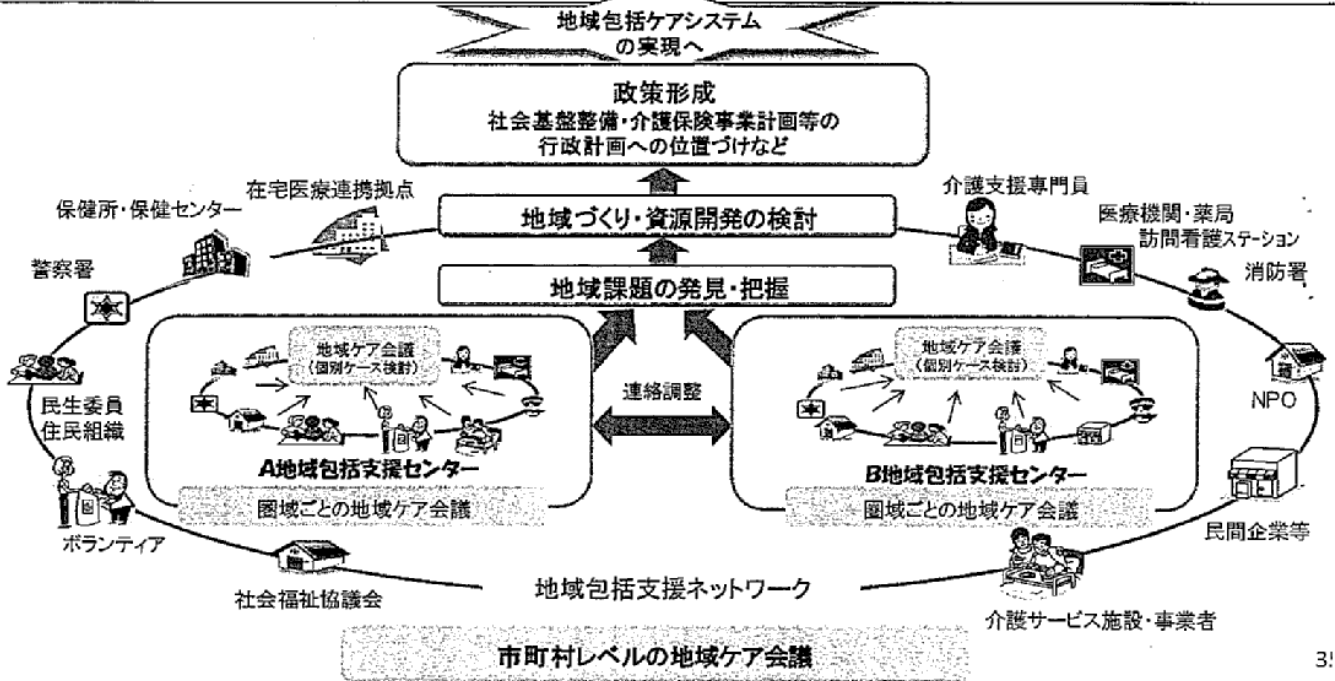 地域包括ケアシステム
の実現へ
政策形成
社会基盤整備・介護保険事業計画等の
行政計画への位置づけなど
在宅医療連携拠点
保健所・保健センター
地域づくり・資源開発の検討
介護支援専門員
医療機関・薬局
訪問看護ステーション
警察署
消防署
地域課題の発見・把握
地域ケア会議
(個別ケース検討)
連絡調整
地域ケア会議
(個別ケース検討)
民生委員
住民組織
NPO
A地域包括支援センター
B地域包括支援センター
圏域ごとの地域ケア会議
圏域ごとの地域ケア会議
ボランティア
民間企業等
社会福祉協議会
地域包括支援ネットワーク
介護サービス施設・事業者
市町村レベルの地域ケア会議